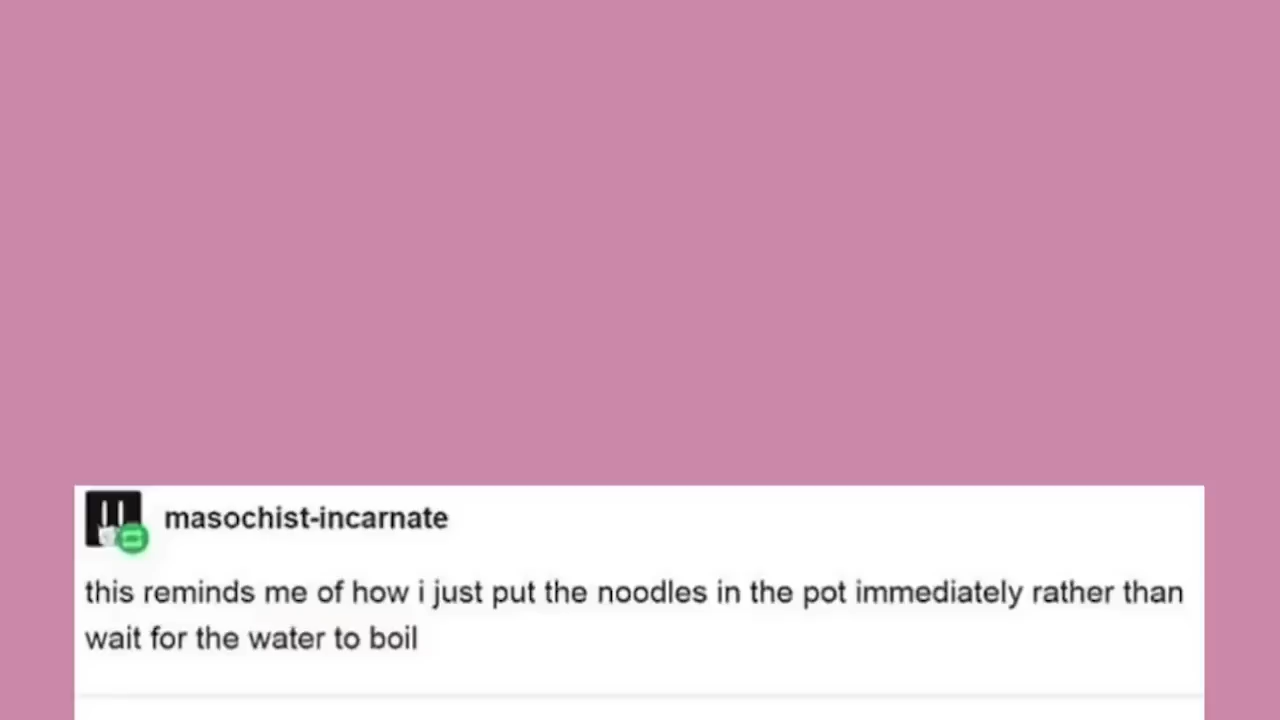 masochist-incarnate
this reminds me of how i just put the noodles in the pot immediately rather than
wait for the water to boil